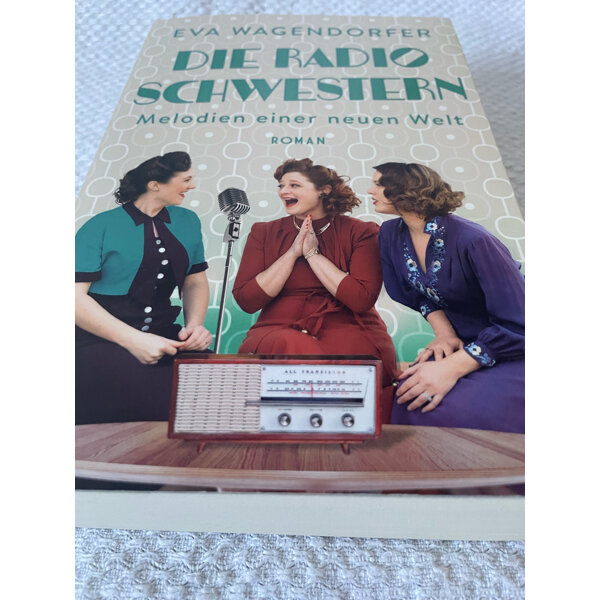 EVA WAGENDORFER
DIE RADIO
SCHWESTERN
Melodien einer neuen Welt
ROMAN
ALL TRANSISTOR